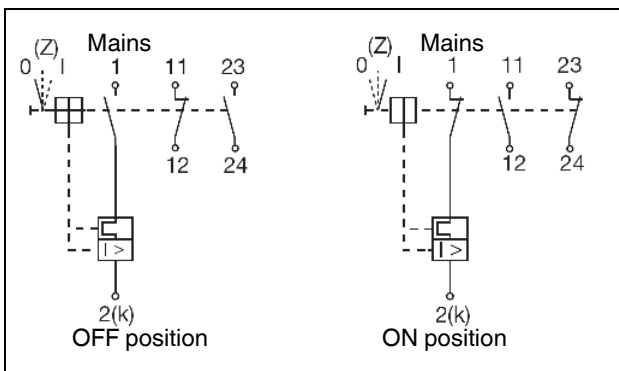 Mains
(Z)
0 I 1 11 23
12 24
I >
2(k)
OFF position
Mains
(Z)
0 I 1 11 23
12 24
I >
2(k)
ON position